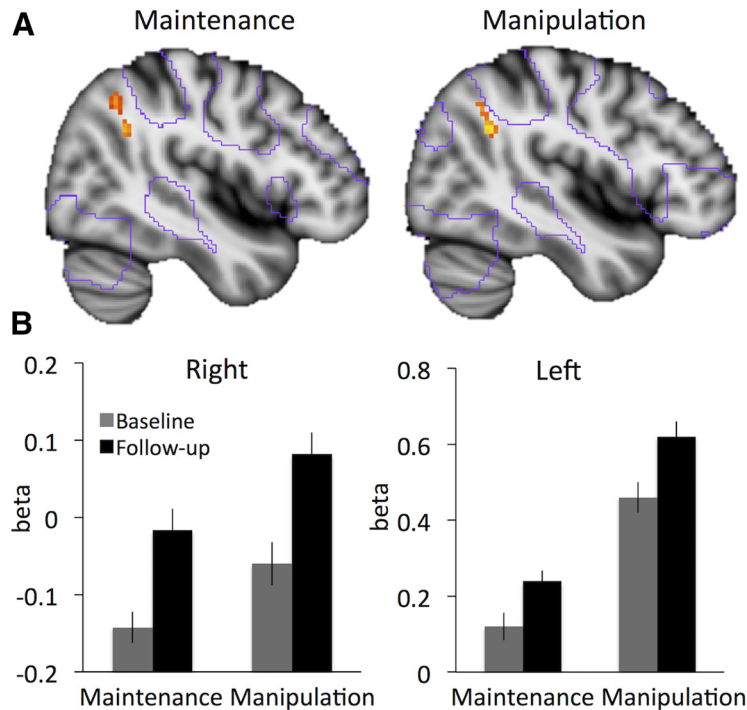 A
Maintenance
Manipulation
B
Right
0.2
0.1
0
-0.1
-0.2
beta
Baseline
Follow-up
Maintenance Manipulation
Left
0.8
0.6
0.4
0.2
0
beta
Maintenance Manipulation